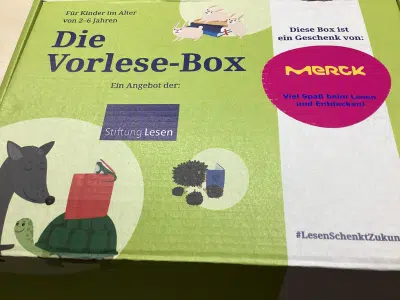 Für Kinder im Alter
von 2–6 Jahren
Die
Vorlese-Box
Ein Angebot der:
Stiftung Lesen
Diese Box ist
ein Geschenk von:
MERCK
Viel Spaß beim Lesen
und Entdecken!
#LesenSchenktZukun